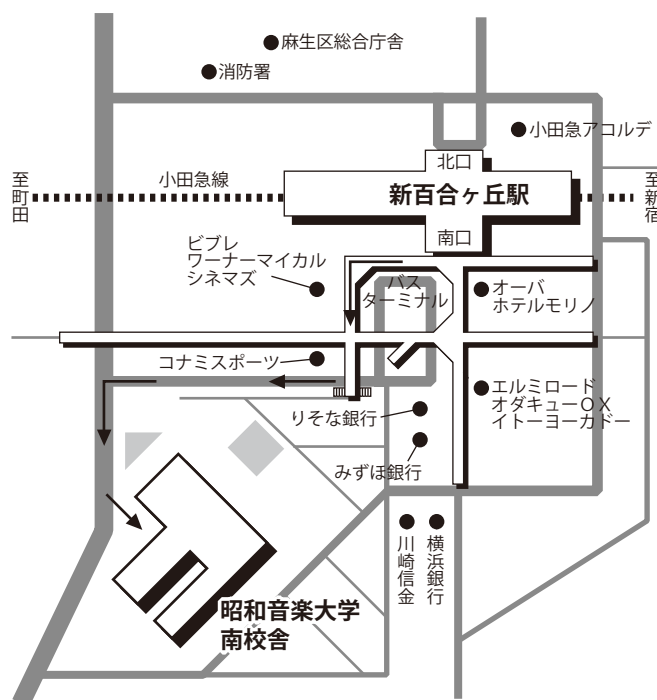 麻生区総合庁舎
消防署
小田急アコルデ
北口
至町田
小田急線
新百合ヶ丘駅
至新宿
南口
ビブレ
ワーナーマイカル
シネマズ
バス
ターミナル
オーパ
ホテルモリノ
コナミスポーツ
エルミロード
オダキューＯＸ
イトーヨーカドー
りそな銀行
みずほ銀行
川崎信金
横浜銀行
昭和音楽大学
南校舎